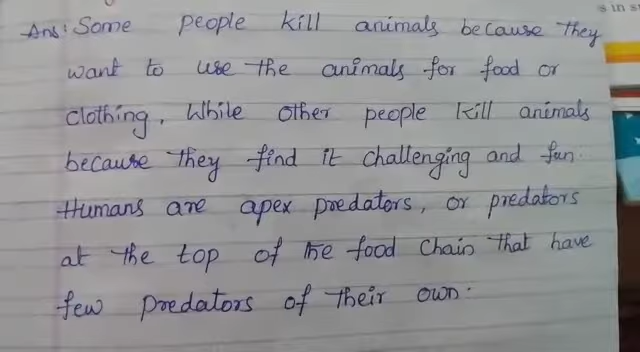 s in s
Ans: Some people kill animals because they
want to use the animals for food or
clothing, While other people kill animals
because they find it challenging and fun.
Humans are apex predators, or predators
at the top of the food chain that have
few predators of their own.